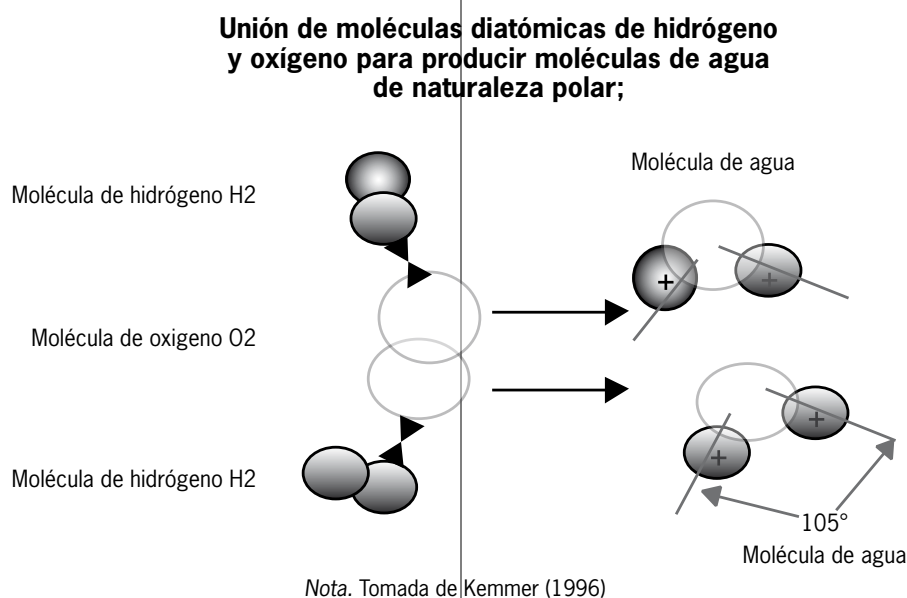 Unión de moléculas diatómicas de hidrógeno
y oxígeno para producir moléculas de agua
de naturaleza polar;
Molécula de agua
Molécula de hidrógeno H2
+
+
Molécula de oxigeno O2
+
+
Molécula de hidrógeno H2
105°
Molécula de agua
Nota. Tomada de Kemmer (1996)